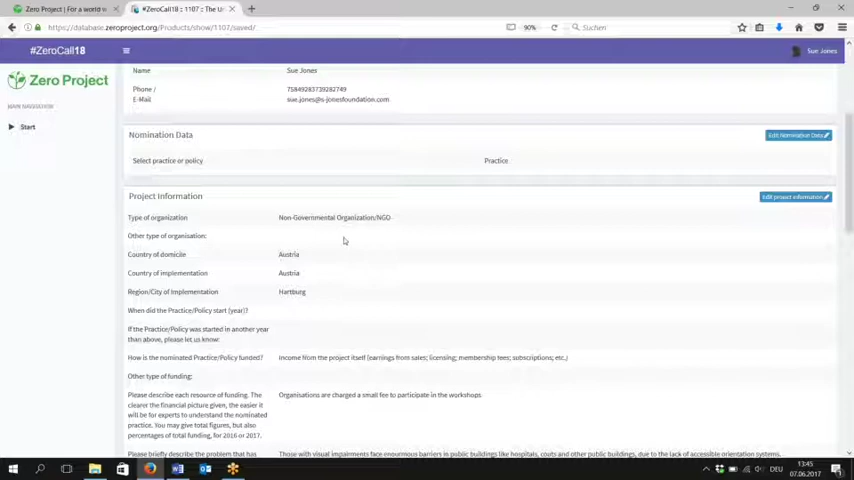 Zero Project | For a world w
#ZeroCall18 :: 1107 :: The Un
https://database.zeroproject.org/Products/show/1107/saved/
90%
Suchen
#ZeroCall18
Sue Jones
Zero Project
MAIN NAVIGATION
Start
Name Sue Jones
Phone / 75849283739282749
E-Mail sue.jones@s-jonesfoundation.com
Nomination Data Edit Nomination Data
Select practice or policy Practice
Project Information Edit project information
Type of organization Non-Governmental Organization/NGO
Other type of organisation:
Country of domicile Austria
Country of implementation Austria
Region/City of Implementation Hartburg
When did the Practice/Policy start (year)?
If the Practice/Policy was started in another year
than above, please let us know:
How is the nominated Practice/Policy funded? Income from the project itself (earnings from sales; licensing; membership fees; subscriptions; etc.,)
Other type of funding:
Please describe each resource of funding. The Organisations are charged a small fee to participate in the workshops
clearer the financial picture given, the easier it
will be for experts to understand the nominated
practice. You may give total figures, but also
percentages of total funding, for 2016 or 2017.
Please briefly describe the problem that has Those with visual impairments face enormous barriers in public buildings like hospitals, couts and other public buildings, due to the lack of accessible orientation systems.
DEU
13:45
07.06.2017